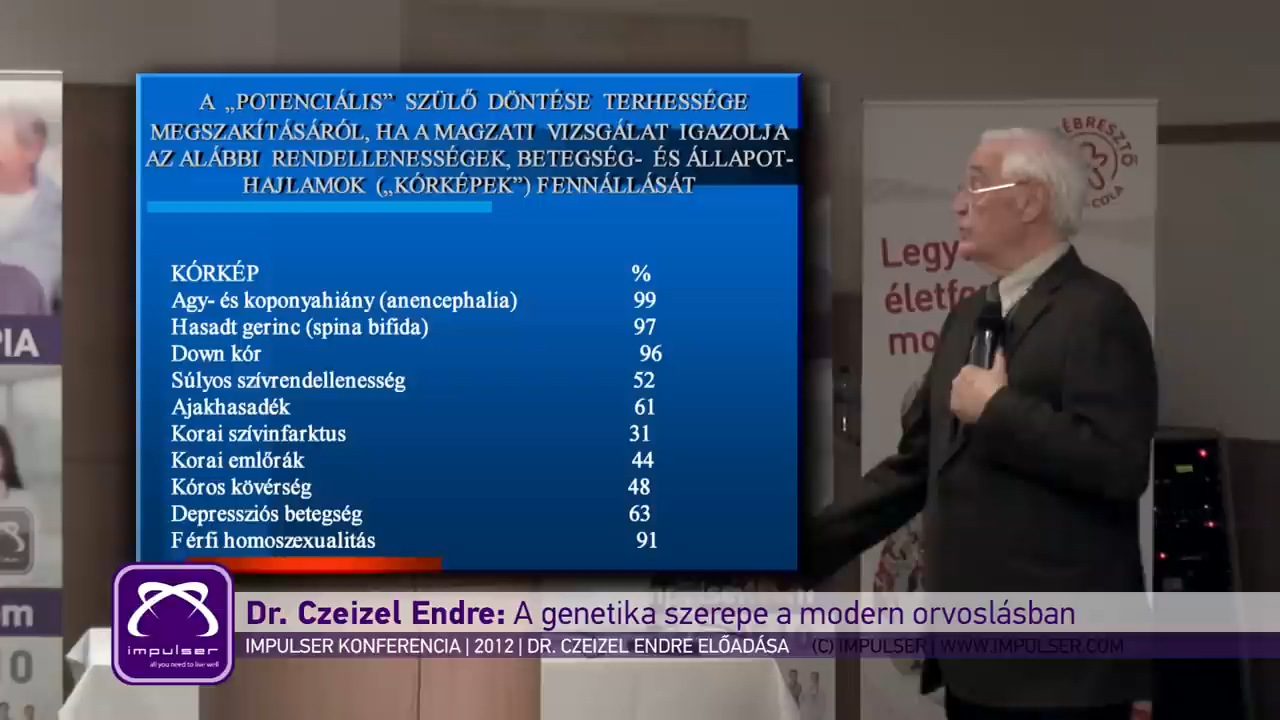 A „POTENCIÁLIS” SZÜLŐ DÖNTÉSE TERHESSÉGE
MEGSZAKÍTÁSÁRÓL, HA A MAGZATI VIZSGÁLAT IGAZOLJA
AZ ALÁBBI RENDELLENESSÉGEK, BETEGSÉG- ÉS ÁLLAPOT-
HAJLAMOK („KÓRKÉPEK”) FENNÁLLÁSÁT
KÓRKÉP %
Agy- és koponyahiány (anencephalia) 99
Hasadt gerinc (spina bifida) 97
Down kór 96
Súlyos szívrendellenesség 52
Ajakhasadék 61
Korai szívinfarktus 31
Korai emlőrák 44
Kóros kövérség 48
Depressziós betegség 63
Férfi homoszexualitás 91
ÉBRESZTŐ
COLA
Legy
életfo
mo
PIA
om
10
impulser
all you need to live well
Dr. Czeizel Endre: A genetika szerepe a modern orvoslásban
IMPULSER KONFERENCIA | 2012 | DR. CZEIZEL ENDRE ELŐADÁSA (C) IMPULSER | WWW.IMPULSER.COM